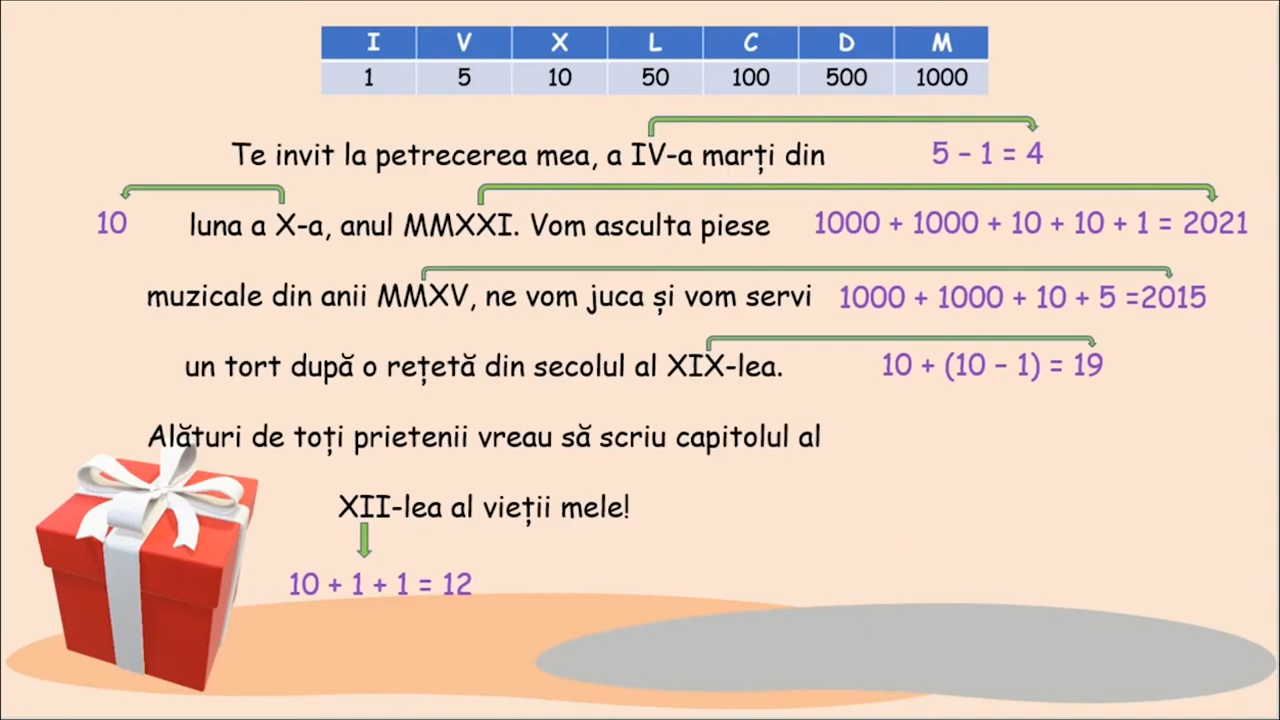 I V X L C D M
1 5 10 50 100 500 1000
Te invit la petrecerea mea, a IV-a marți din 5 – 1 = 4
10 luna a X-a, anul MMXXI. Vom asculta piese 1000 + 1000 + 10 + 10 + 1 = 2021
muzicale din anii MMXV, ne vom juca și vom servi 1000 + 1000 + 10 + 5 =2015
un tort după o rețetă din secolul al XIX-lea. 10 + (10 – 1) = 19
Alături de toți prietenii vreau să scriu capitolul al
XII-lea al vieții mele!
10 + 1 + 1 = 12